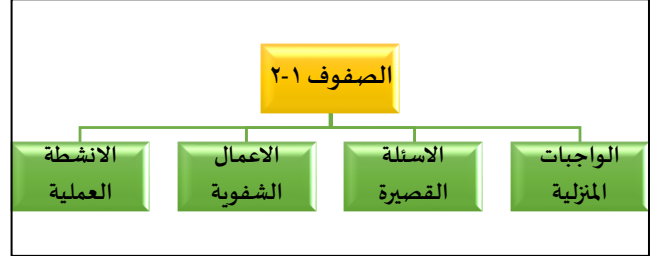 الصفوف ١-٢
الواجبات
المنزلية
الاسئلة
القصيرة
الاعمال
الشفوية
الانشطة
العملية